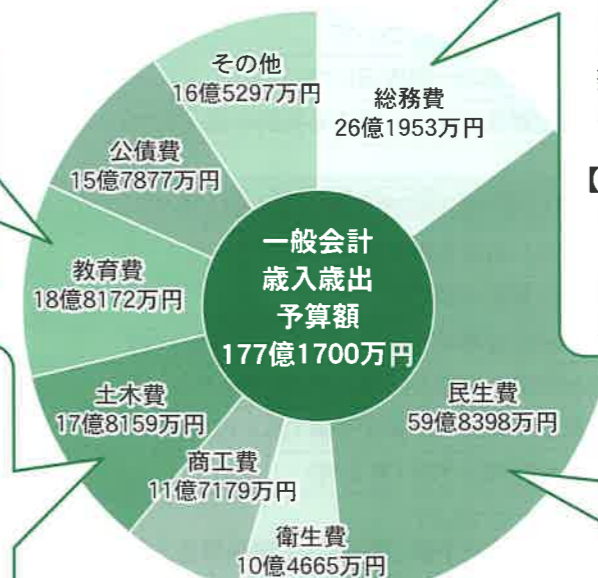 一般会計
歳入歳出
予算額
177億1700万円
総務費
26億1953万円
民生費
59億8398万円
衛生費
10億4665万円
商工費
11億7179万円
土木費
17億8159万円
教育費
18億8172万円
公債費
15億7877万円
その他
16億5297万円
【